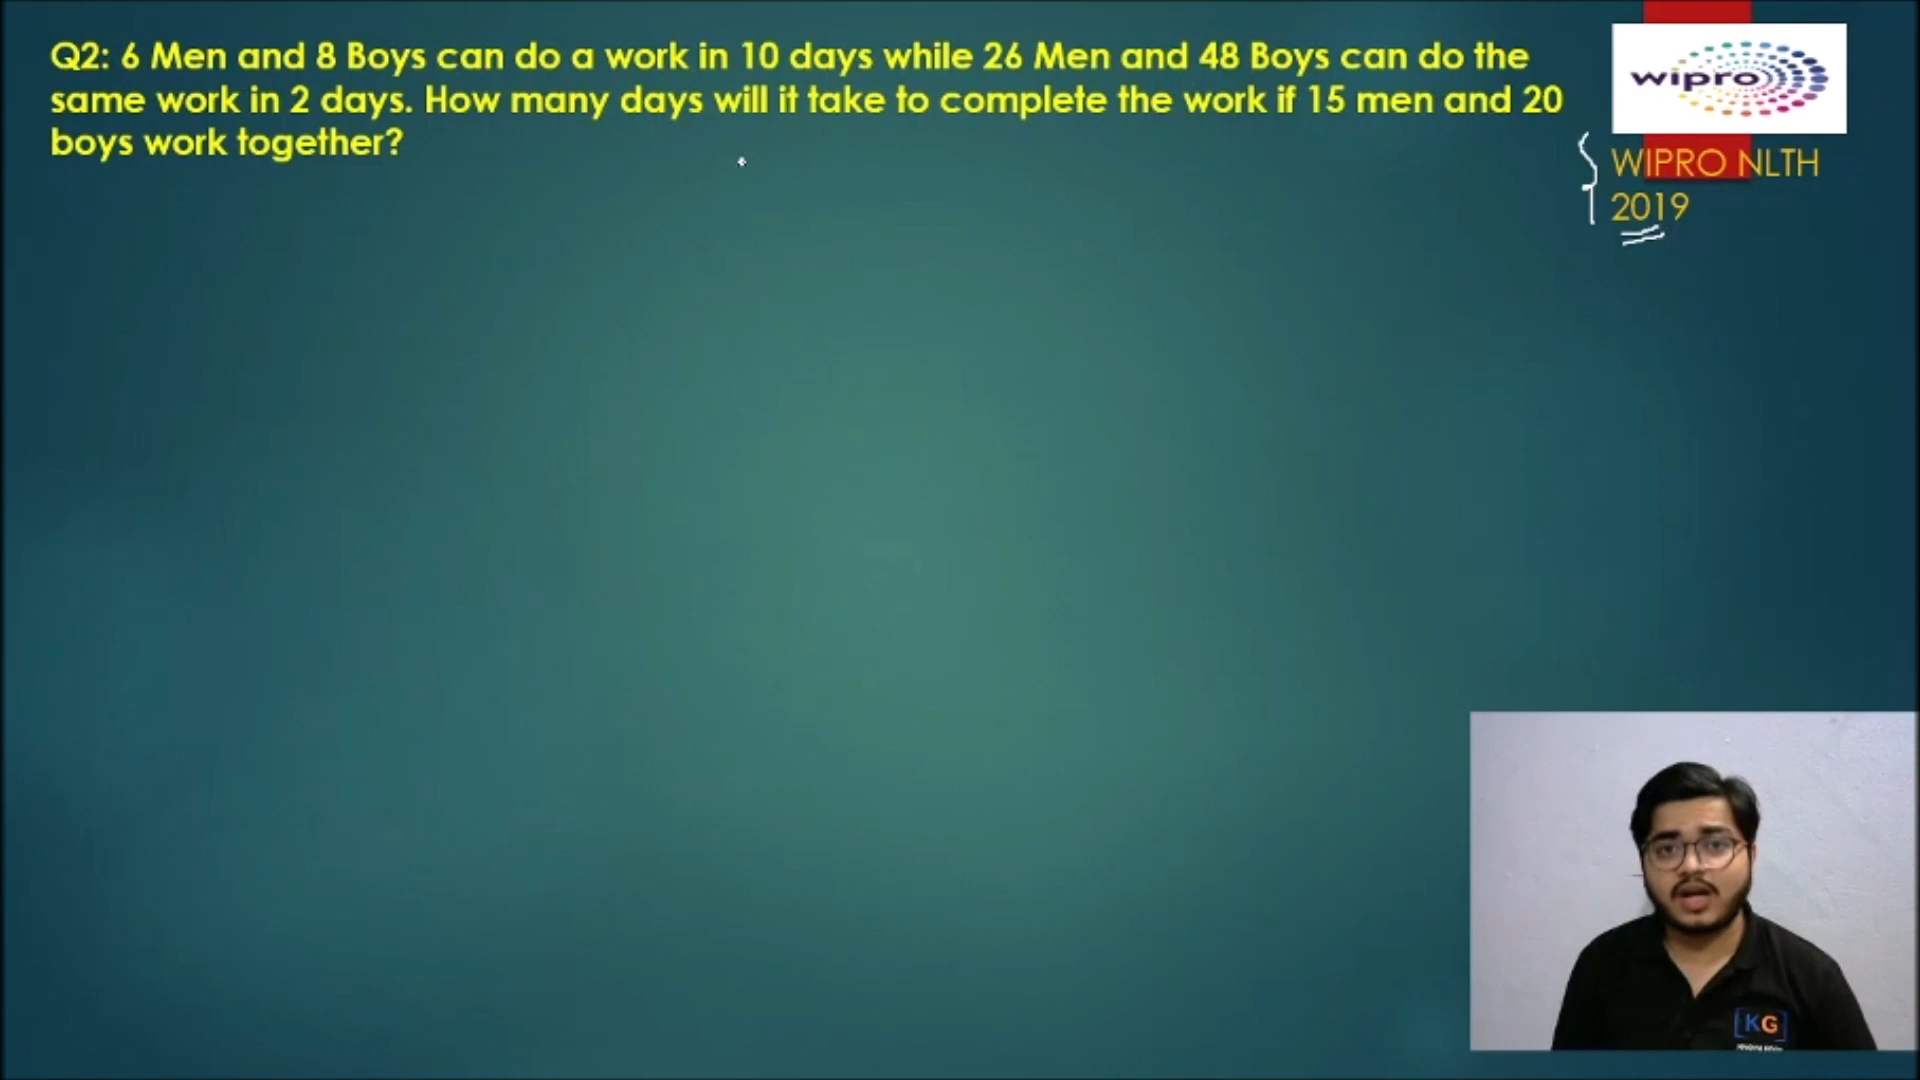 Q2: 6 Men and 8 Boys can do a work in 10 days while 26 Men and 48 Boys can do the
same work in 2 days. How many days will it take to complete the work if 15 men and 20
boys work together?
wipro
WIPRO NLTH
2019
KG